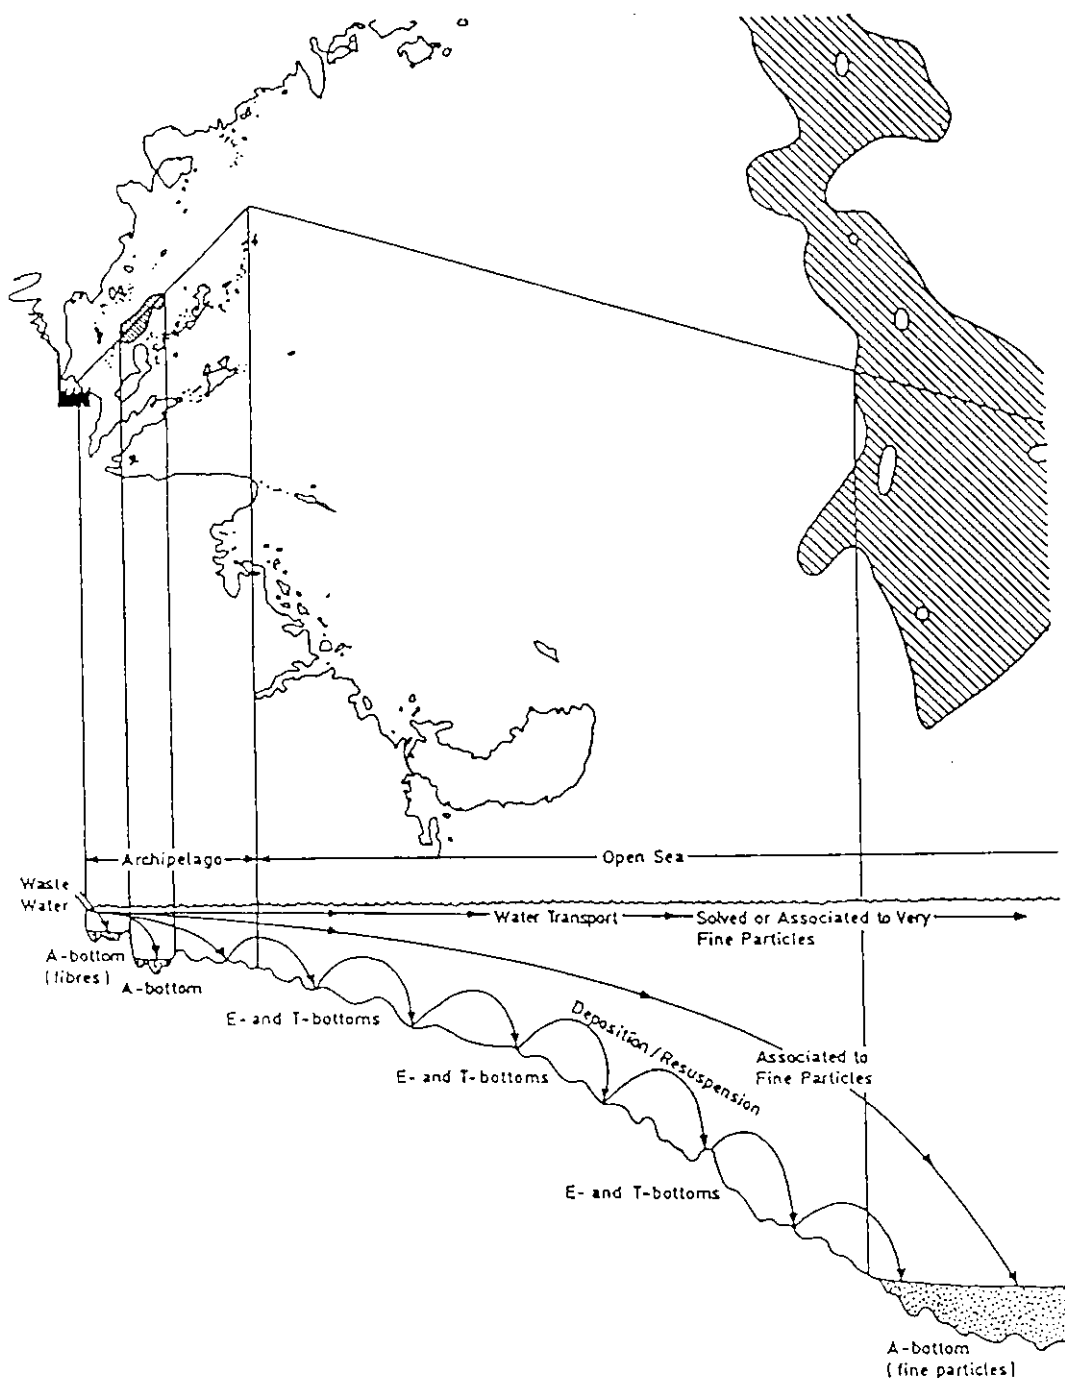 Archipelago
Open Sea
Waste
Water
Water Transport
Solved or Associated to Very
Fine Particles
A-bottom
(fibres)
A-bottom
E- and T-bottoms
Deposition/Resuspension
Associated to
Fine Particles
E- and T-bottoms
E- and T-bottoms
A-bottom
(fine particles)